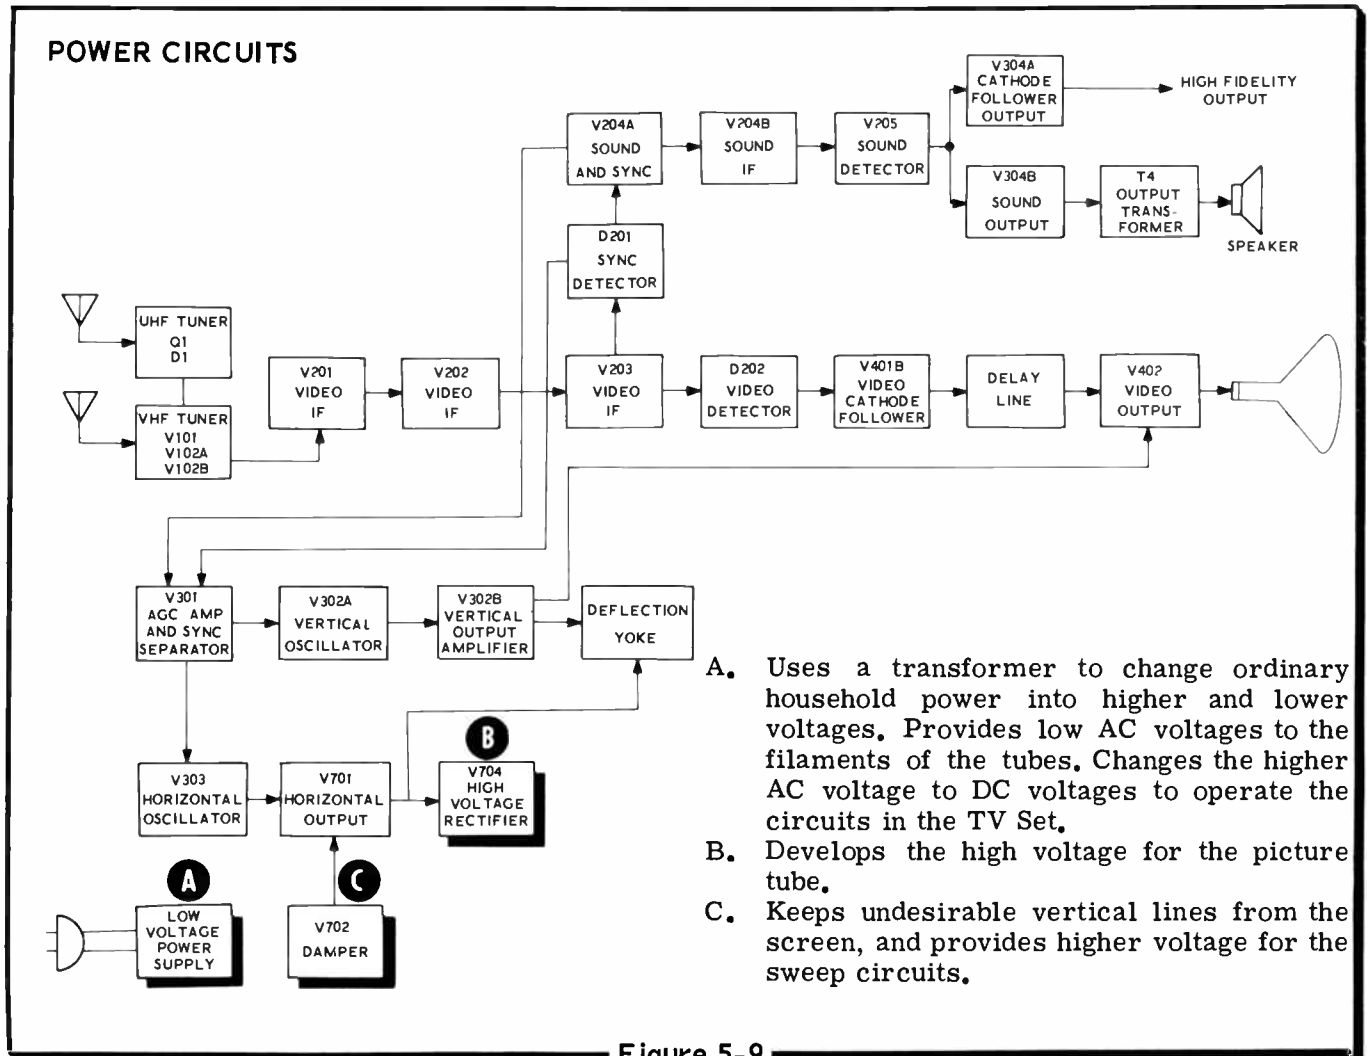 POWER CIRCUITS
V304A
CATHODE
FOLLOWER
OUTPUT
HIGH FIDELITY
OUTPUT
V204A
SOUND
AND SYNC
V204B
SOUND
IF
V205
SOUND
DETECTOR
V304B
SOUND
OUTPUT
T4
OUTPUT
TRANS-
FORMER
SPEAKER
D201
SYNC
DETECTOR
UHF TUNER
Q1
D1
VHF TUNER
V101
V102A
V102B
V201
VIDEO
IF
V202
VIDEO
IF
V203
VIDEO
IF
D202
VIDEO
DETECTOR
V401B
VIDEO
CATHODE
FOLLOWER
DELAY
LINE
V402
VIDEO
OUTPUT
V301
AGC AMP
AND SYNC
SEPARATOR
V302A
VERTICAL
OSCILLATOR
V302B
VERTICAL
OUTPUT
AMPLIFIER
DEFLECTION
YOKE
V303
HORIZONTAL
OSCILLATOR
V701
HORIZONTAL
OUTPUT
B
V704
HIGH
VOLTAGE
RECTIFIER
A
LOW
VOLTAGE
POWER
SUPPLY
C
V702
DAMPER
A. Uses a transformer to change ordinary
household power into higher and lower
voltages. Provides low AC voltages to the
filaments of the tubes. Changes the higher
AC voltage to DC voltages to operate the
circuits in the TV Set.
B. Develops the high voltage for the picture
tube.
C. Keeps undesirable vertical lines from the
screen, and provides higher voltage for the
sweep circuits.
Figure 5-9